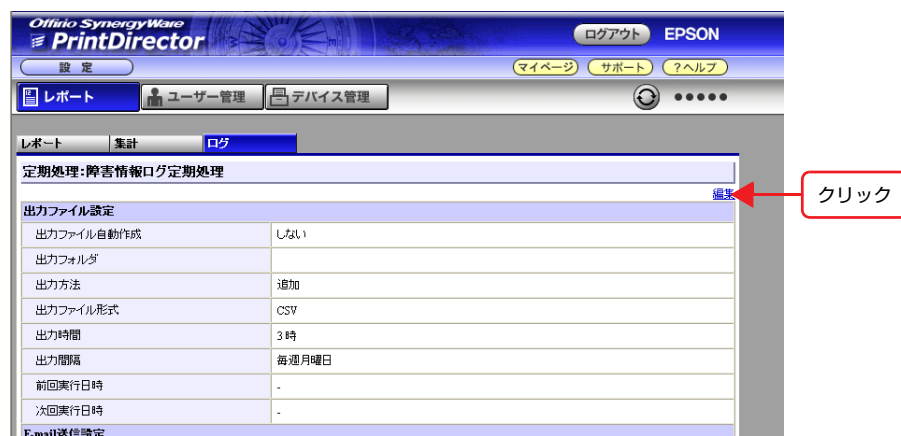 Offirio SynergyWare
PrintDirector
ログアウト EPSON
設 定
マイページ サポート ?ヘルプ
レポート ユーザー管理 デバイス管理
レポート 集計 ログ
定期処理:障害情報ログ定期処理
編集
クリック
出力ファイル設定
出力ファイル自動作成 しない
出力フォルダ
出力方法 追加
出力ファイル形式 CSV
出力時間 3 時
出力間隔 毎週月曜日
前回実行日時 -
次回実行日時 -
E-mail送信設定